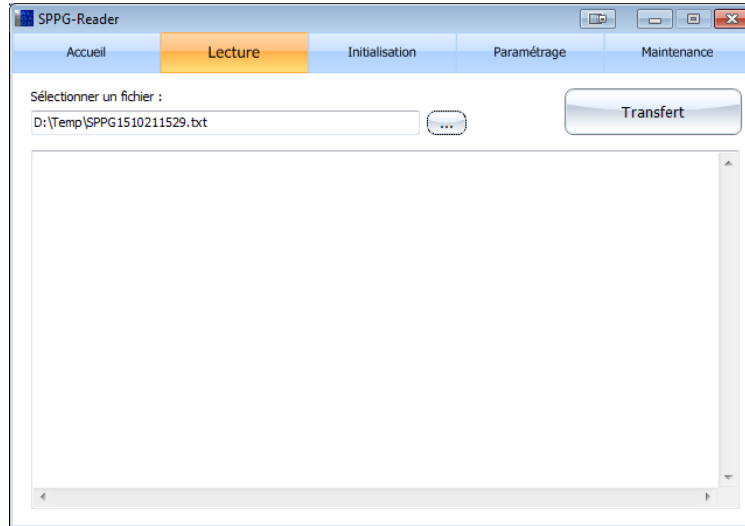 SPPG-Reader
Accueil
Lecture
Initialisation
Paramétrage
Maintenance
Sélectionner un fichier :
D:\Temp\SPPG1510211529.txt
...
Transfert